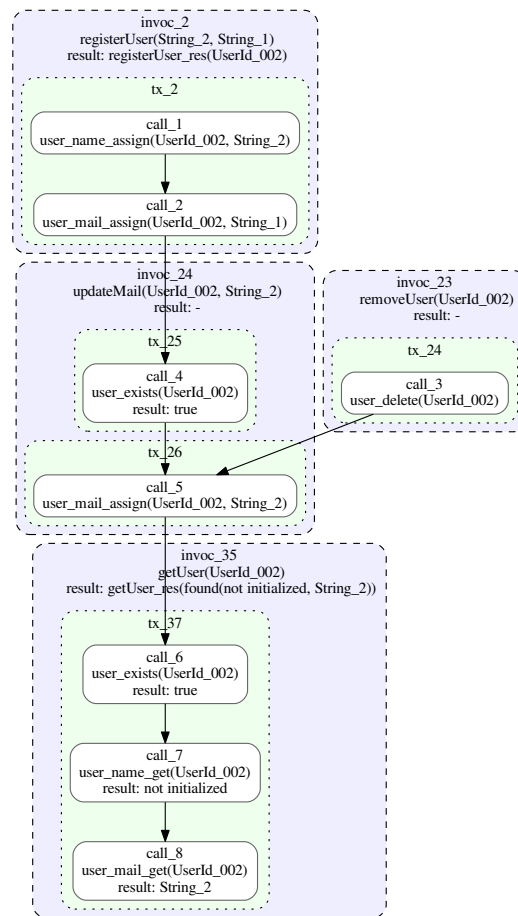 invoc_2
registerUser(String_2, String_1)
result: registerUser_res(UserId_002)
tx_2
call_1
user_name_assign(UserId_002, String_2)
call_2
user_mail_assign(UserId_002, String_1)
invoc_24
updateMail(UserId_002, String_2)
result: -
tx_25
call_4
user_exists(UserId_002)
result: true
invoc_23
removeUser(UserId_002)
result: -
tx_24
call_3
user_delete(UserId_002)
tx_26
call_5
user_mail_assign(UserId_002, String_2)
invoc_35
getUser(UserId_002)
result: getUser_res(found(not initialized, String_2))
tx_37
call_6
user_exists(UserId_002)
result: true
call_7
user_name_get(UserId_002)
result: not initialized
call_8
user_mail_get(UserId_002)
result: String_2